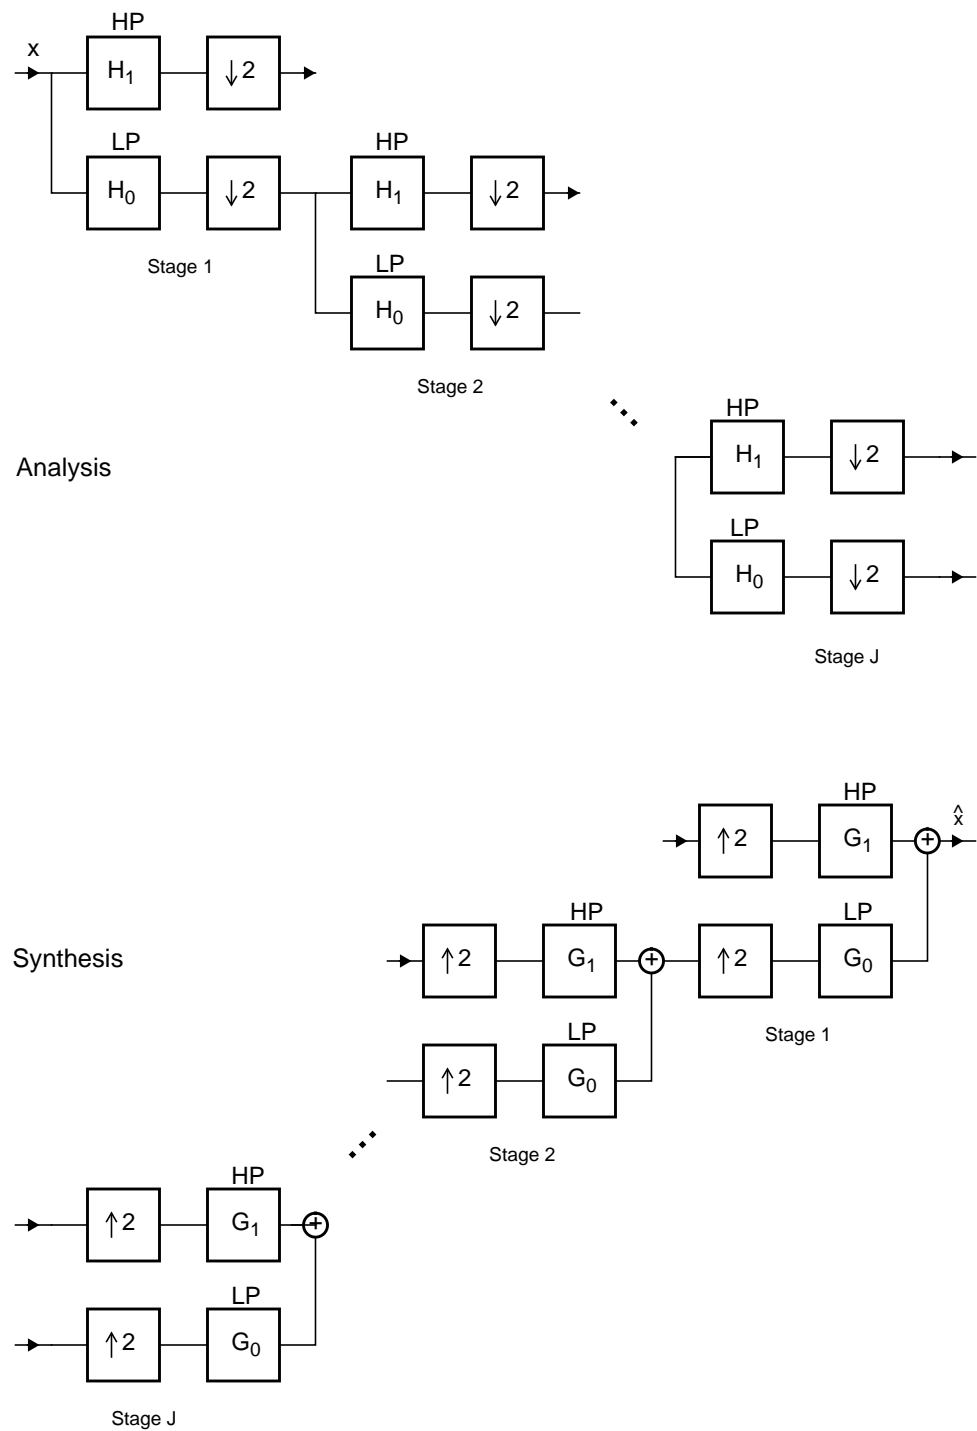 HP
x
H1 ↓2
LP HP
H0 ↓2 H1 ↓2
Stage 1
LP
H0 ↓2
Stage 2
HP
Analysis
H1 ↓2
LP
H0 ↓2
Stage J
HP
x̂
↑2 G1 +
HP LP
Synthesis
↑2 G1 + ↑2 G0
Stage 1
LP
↑2 G0
Stage 2
HP
↑2 G1 +
LP
↑2 G0
Stage J